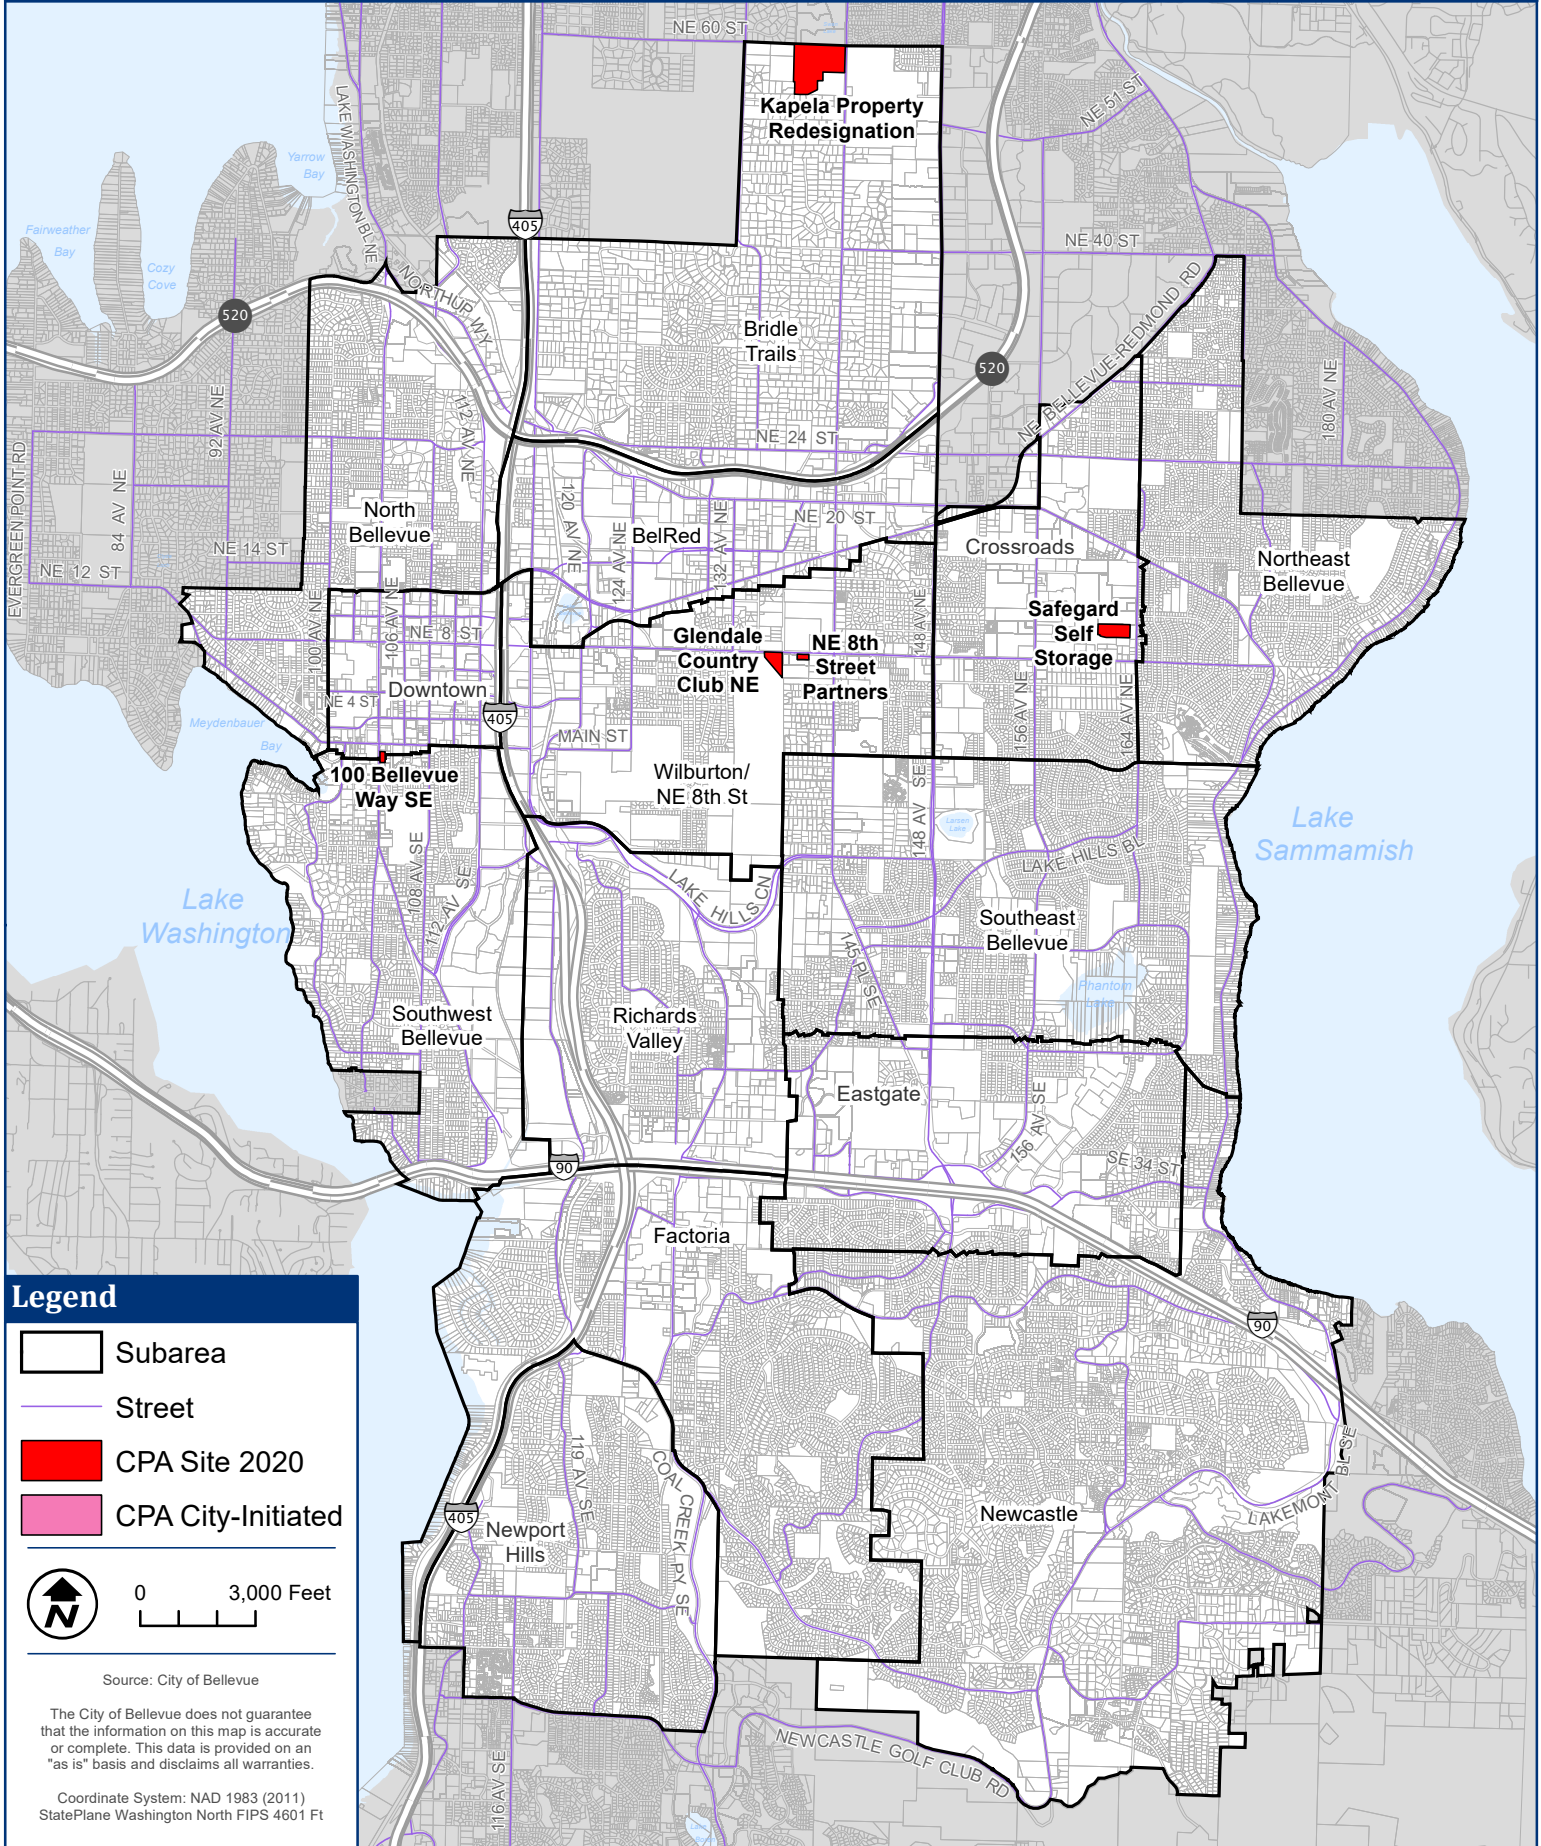 NE 60 ST
Kapela Property
Redesignation
NE 51 ST
LAKE WASHINGTON BL NE
Yarrow
Bay
Fairweather
Bay
Cozy
Cove
405
NE 40 ST
520
NORTHUP WY
Bridle
Trails
520
NE BELLEVUE-REDMOND RD
92 AV NE
112 AV NE
180 AV NE
NE 24 ST
EVERGREEN POINT RD
84 AV NE
North
Bellevue
120 AV NE
BelRed
132 AV NE
NE 20 ST
Crossroads
Northeast
Bellevue
NE 14 ST
NE 12 ST
124 AV NE
100 AV NE
106 AV NE
NE 8 ST
148 AV NE
Safegard
Self
Storage
Glendale
Country
Club NE
NE 8th
Street
Partners
NE 4 ST
Downtown
405
156 AV NE
164 AV NE
Meydenbauer
Bay
MAIN ST
100 Bellevue
Way SE
Wilburton/
NE 8th St
148 AV SE
Larsen
Lake
Lake
Sammamish
108 AV SE
112 AV SE
LAKE HILLS CN
LAKE HILLS BL
Lake
Washington
145 PL SE
Southeast
Bellevue
Phantom
Lake
Southwest
Bellevue
Richards
Valley
Eastgate
156 AV SE
SE 34 ST
90
Factoria
90
Legend
Subarea
Street
CPA Site 2020
CPA City-Initiated
N
0 3,000 Feet
Source: City of Bellevue
The City of Bellevue does not guarantee
that the information on this map is accurate
or complete. This data is provided on an
"as is" basis and disclaims all warranties.
Coordinate System: NAD 1983 (2011)
StatePlane Washington North FIPS 4601 Ft
119 AV SE
COAL CREEK PY SE
405
Newport
Hills
Newcastle
LAKEMONT BL SE
NEWCASTLE GOLF CLUB RD
116 AV SE
Lake